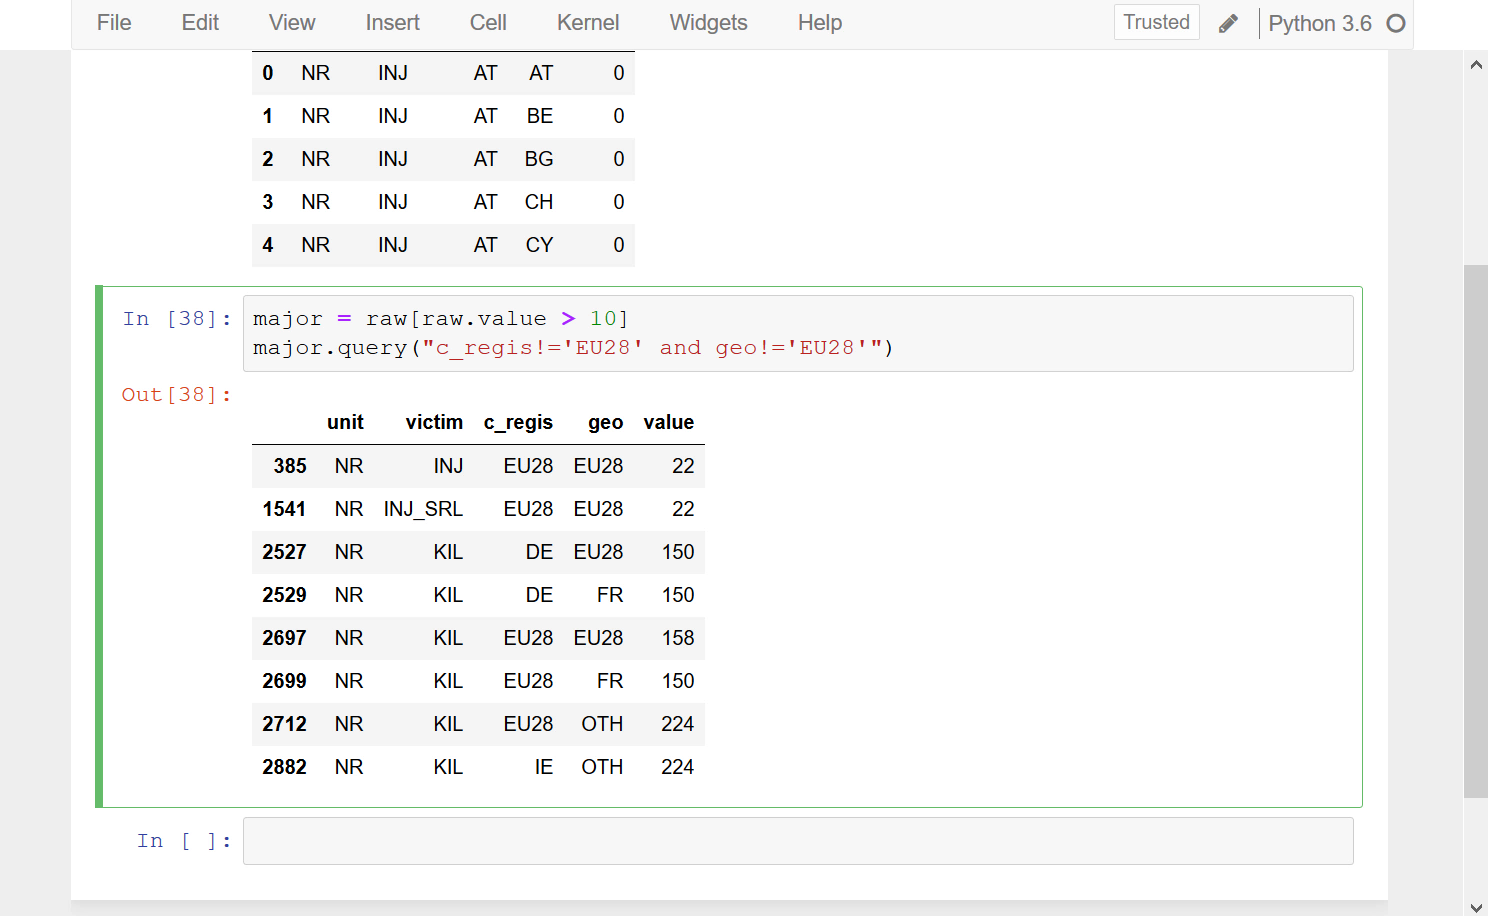 File Edit View Insert Cell Kernel Widgets Help Trusted Python 3.6
0 NR INJ AT AT 0
1 NR INJ AT BE 0
2 NR INJ AT BG 0
3 NR INJ AT CH 0
4 NR INJ AT CY 0
In [38]: major = raw[raw.value > 10]
major.query("c_regis!='EU28' and geo!='EU28'")
Out[38]:
unit victim c_regis geo value
385 NR INJ EU28 EU28 22
1541 NR INJ_SRL EU28 EU28 22
2527 NR KIL DE EU28 150
2529 NR KIL DE FR 150
2697 NR KIL EU28 EU28 158
2699 NR KIL EU28 FR 150
2712 NR KIL EU28 OTH 224
2882 NR KIL IE OTH 224
In [ ]: